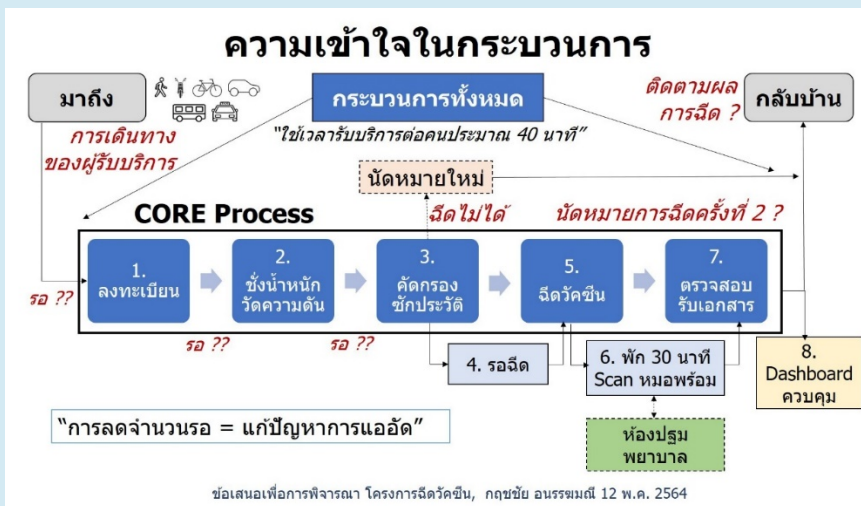 ความเข้าใจในกระบวนการ
มาถึง
กระบวนการทั้งหมด
ติดตามผล
การฉีด ?
กลับบ้าน
การเดินทาง
ของผู้รับบริการ
“ใช้เวลารับบริการต่อคนประมาณ 40 นาที”
นัดหมายใหม่
CORE Process
ฉีดไม่ได้
นัดหมายการฉีดครั้งที่ 2 ?
รอ ??
1.
ลงทะเบียน
2.
ชั่งน้ำหนัก
วัดความดัน
3.
คัดกรอง
ซักประวัติ
5.
ฉีดวัคซีน
7.
ตรวจสอบ
รับเอกสาร
รอ ??
รอ ??
4. รอฉีด
6. พัก 30 นาที
Scan หมอพร้อม
8.
Dashboard
ควบคุม
“การลดจำนวนรอ = แก้ปัญหาการแออัด”
ห้องปฐม
พยาบาล
ข้อเสนอเพื่อการพิจารณา โครงการฉีดวัคซีน, กฤชชัย อนรรฆมณี 12 พ.ค. 2564